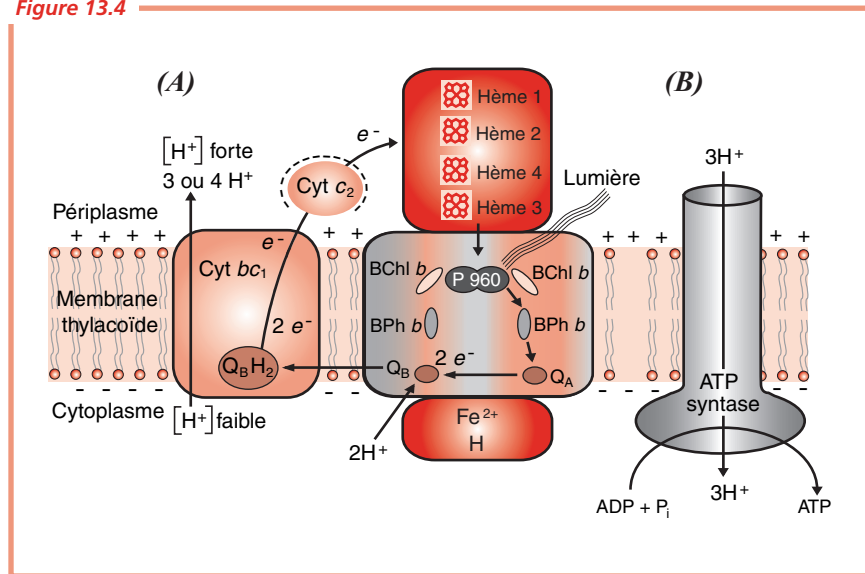 Figure 13.4
(A)
(B)
Hème 1
Hème 2
Hème 4
Hème 3
e-
[H+] forte
3 ou 4 H+
Cyt c2
3H+
Lumière
Périplasme
+ + + + + +
+ +
+ + +
+ +
e-
Cyt bc1
BChl b
P 960
BChl b
Membrane
thylacoïde
2 e-
BPh b
BPh b
QBH2
QB
2 e-
QA
ATP
syntase
- - - - - -
- -
- - -
- -
Cytoplasme
[H+]faible
Fe2+
H
2H+
3H+
ADP + Pi
ATP